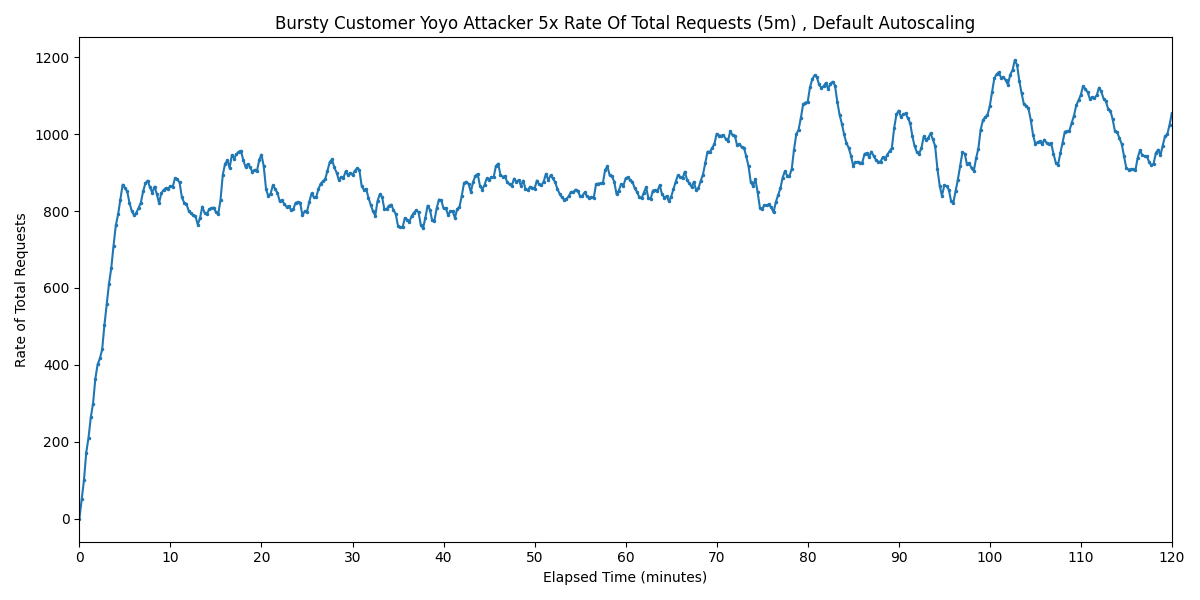 Bursty Customer Yoyo Attacker 5x Rate Of Total Requests (5m) , Default Autoscaling
Rate of Total Requests
1200
1000
800
600
400
200
0
0 10 20 30 40 50 60 70 80 90 100 110 120
Elapsed Time (minutes)